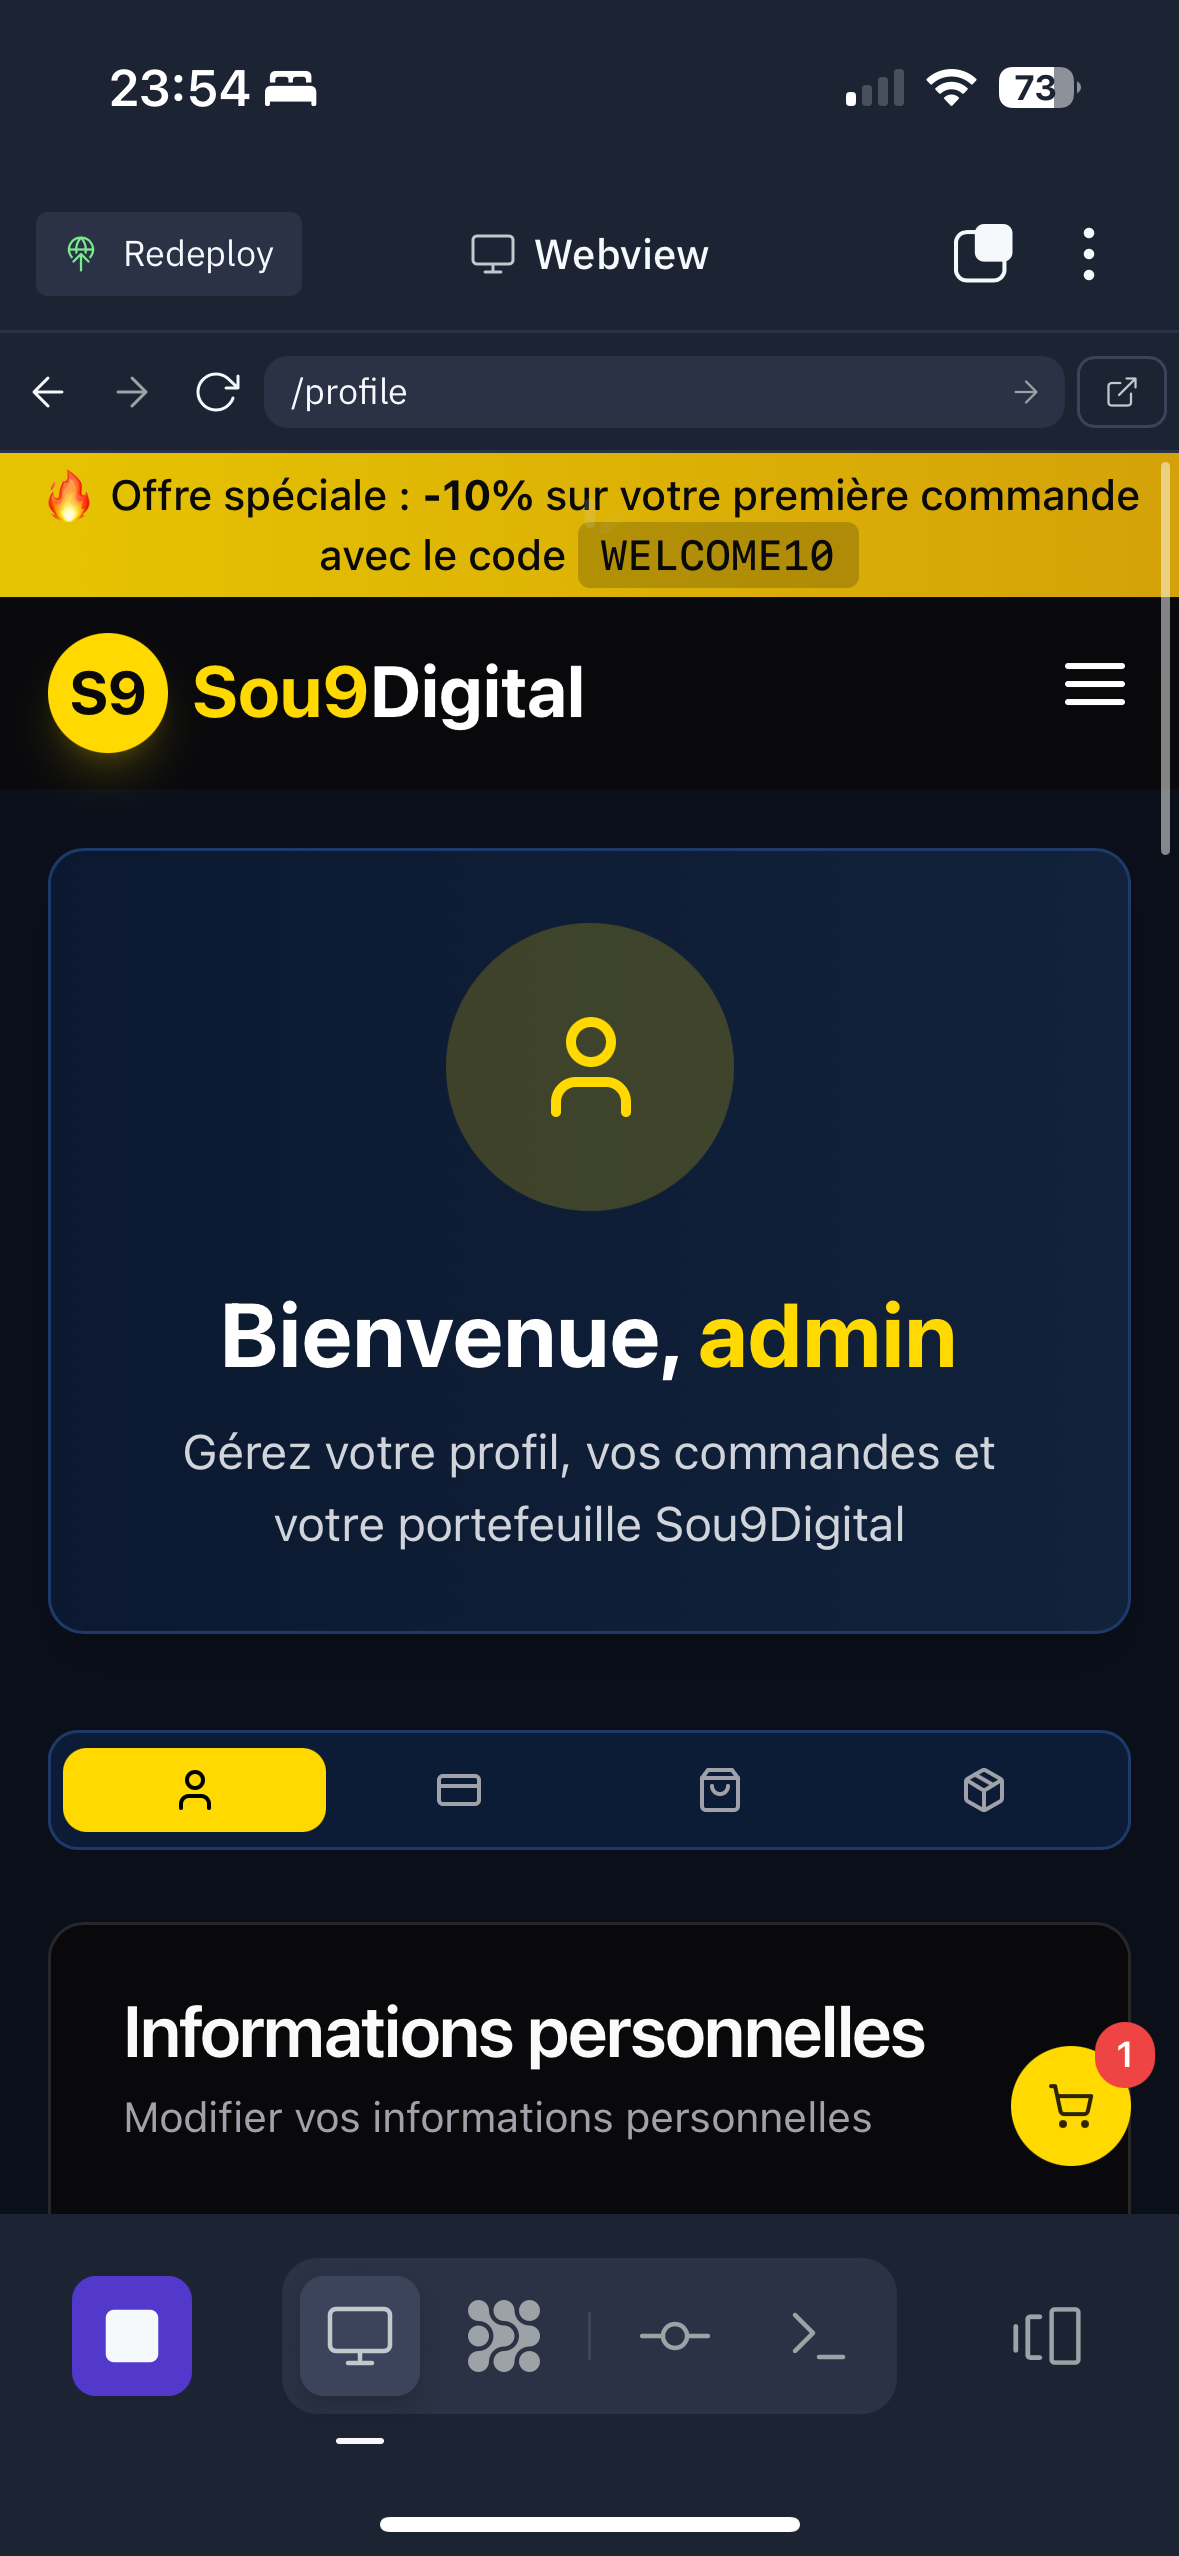 23:54
73
Redeploy
Webview
/profile
🔥 Offre spéciale : -10% sur votre première commande
avec le code WELCOME10
S9 Sou9Digital
Bienvenue, admin
Gérez votre profil, vos commandes et
votre portefeuille Sou9Digital
Informations personnelles
Modifier vos informations personnelles
1